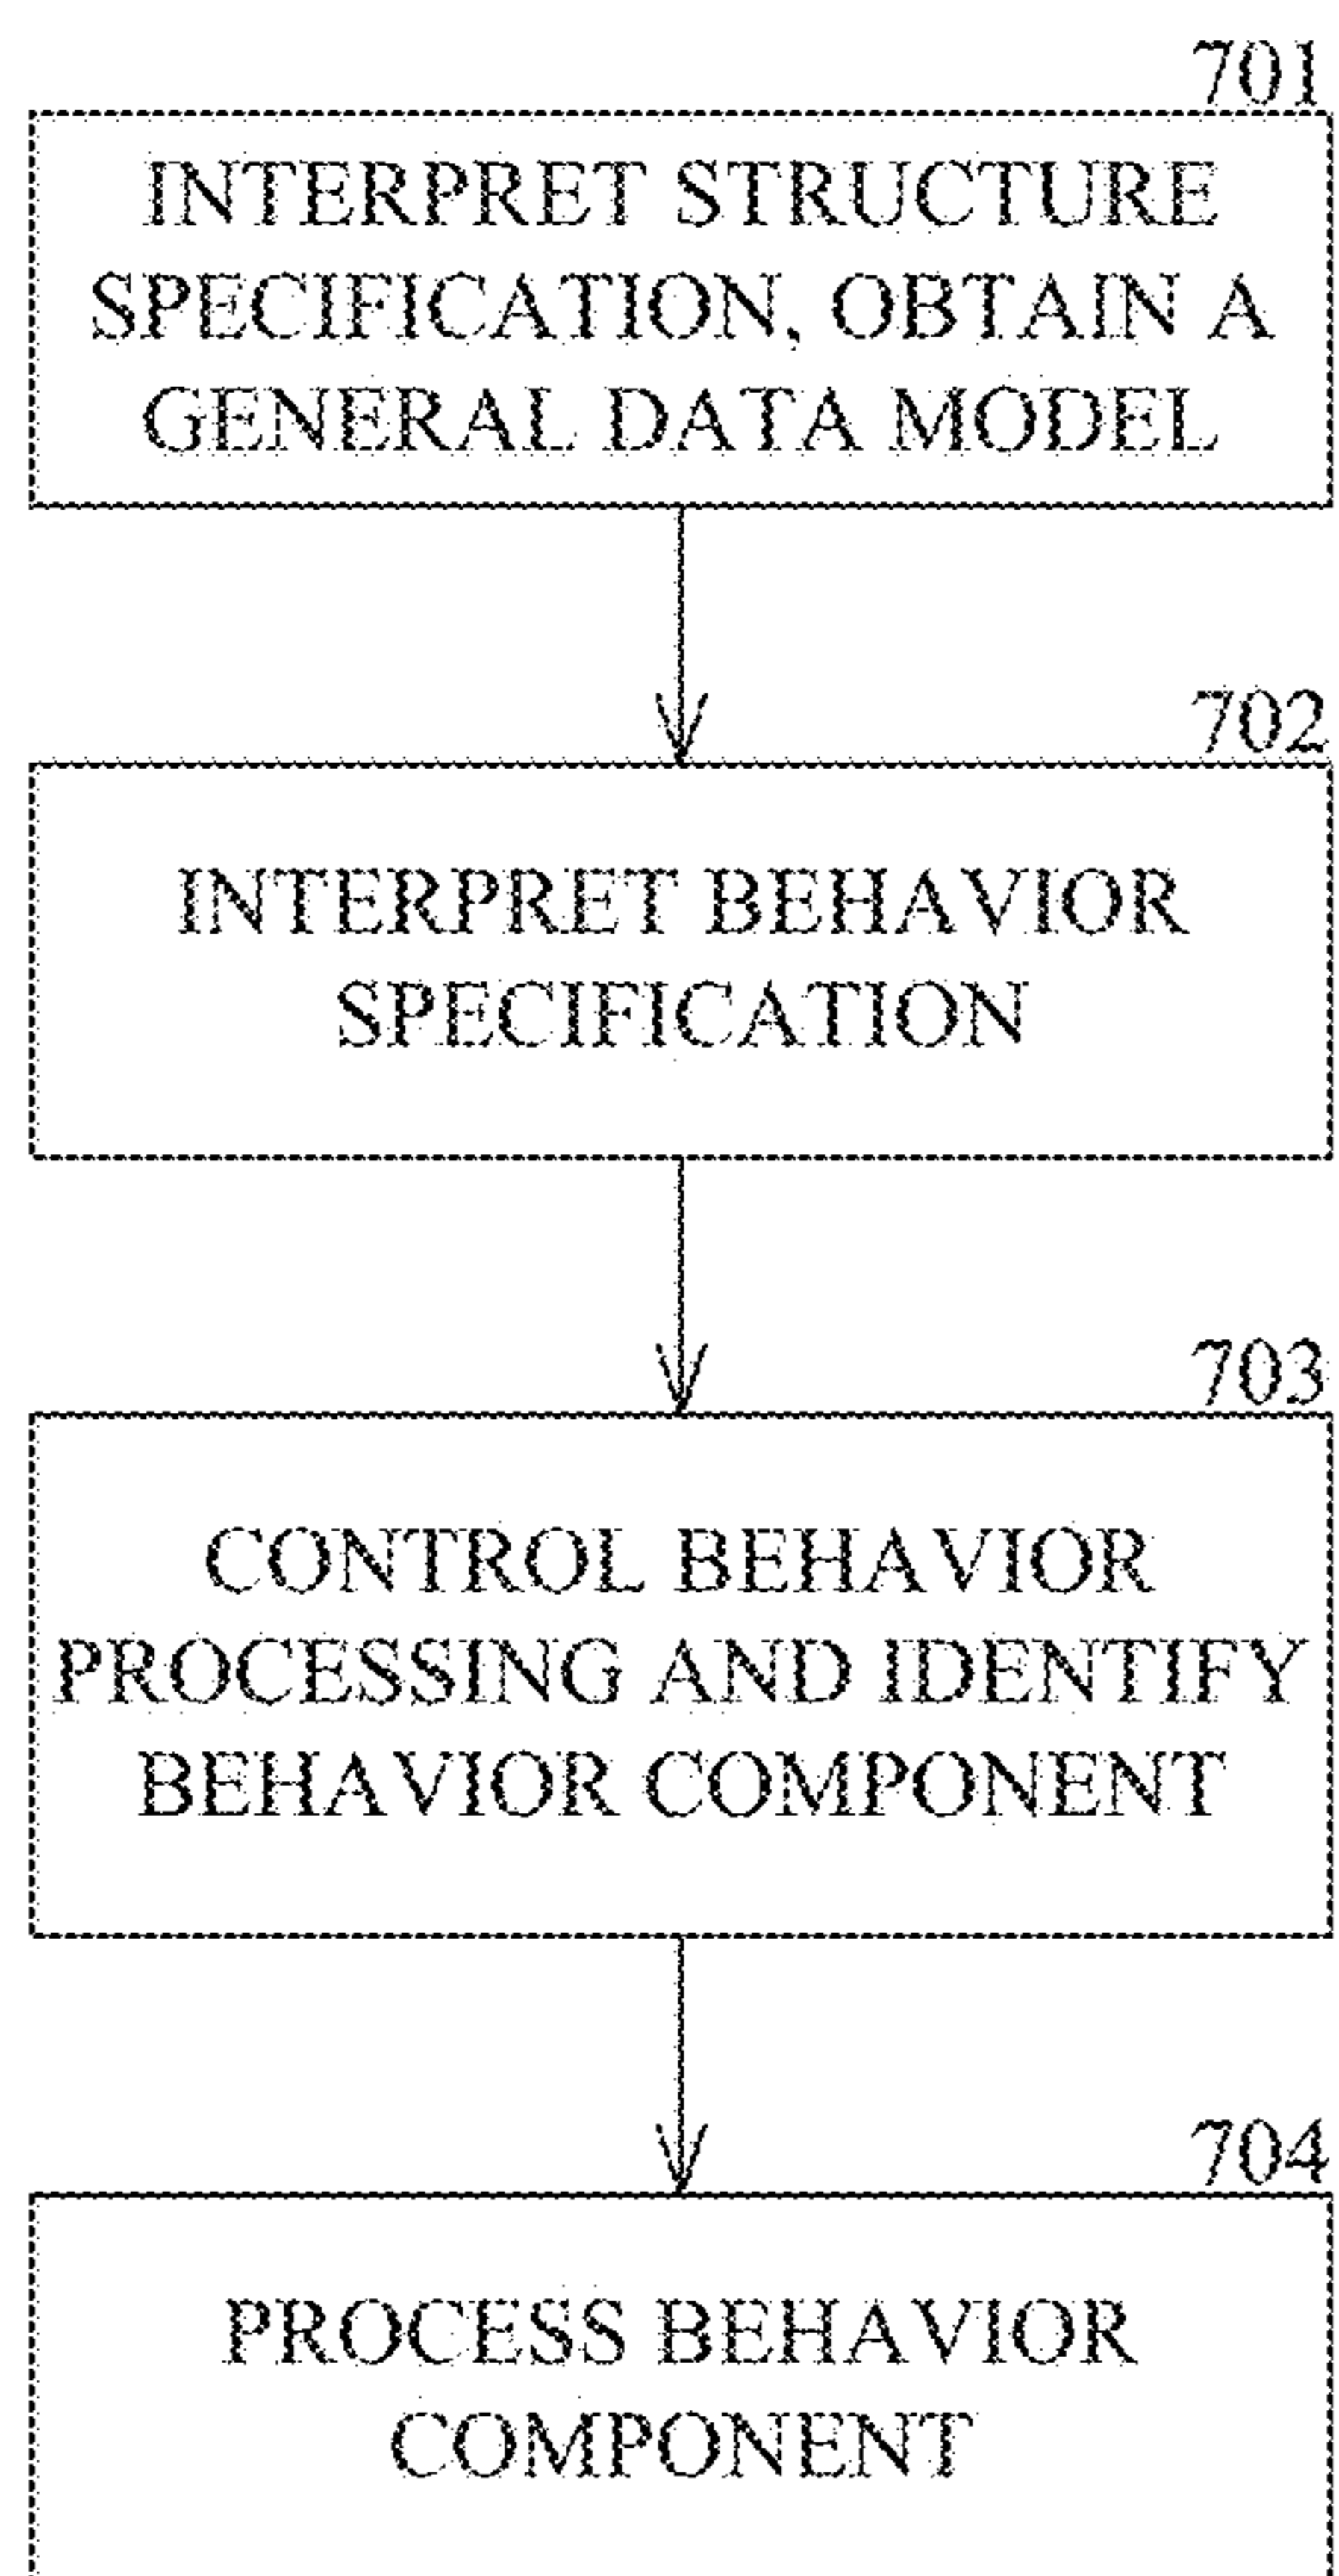 701
INTERPRET STRUCTURE
SPECIFICATION, OBTAIN A
GENERAL DATA MODEL
702
INTERPRET BEHAVIOR
SPECIFICATION
703
CONTROL BEHAVIOR
PROCESSING AND IDENTIFY
BEHAVIOR COMPONENT
704
PROCESS BEHAVIOR
COMPONENT